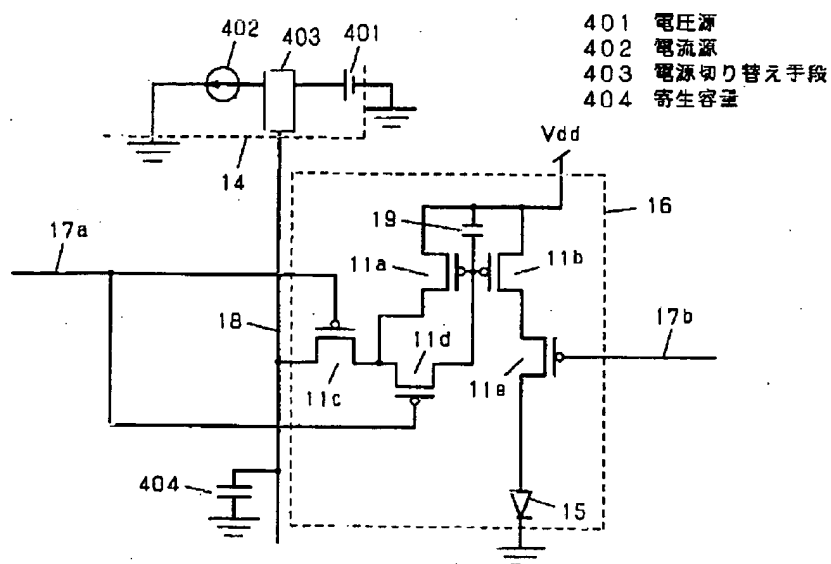 401 電圧源
402 電流源
403 電源切り替え手段
404 寄生容量
402
403
401
14
Vdd
16
17a
19
11a
11b
18
11d
17b
11c
11e
404
15